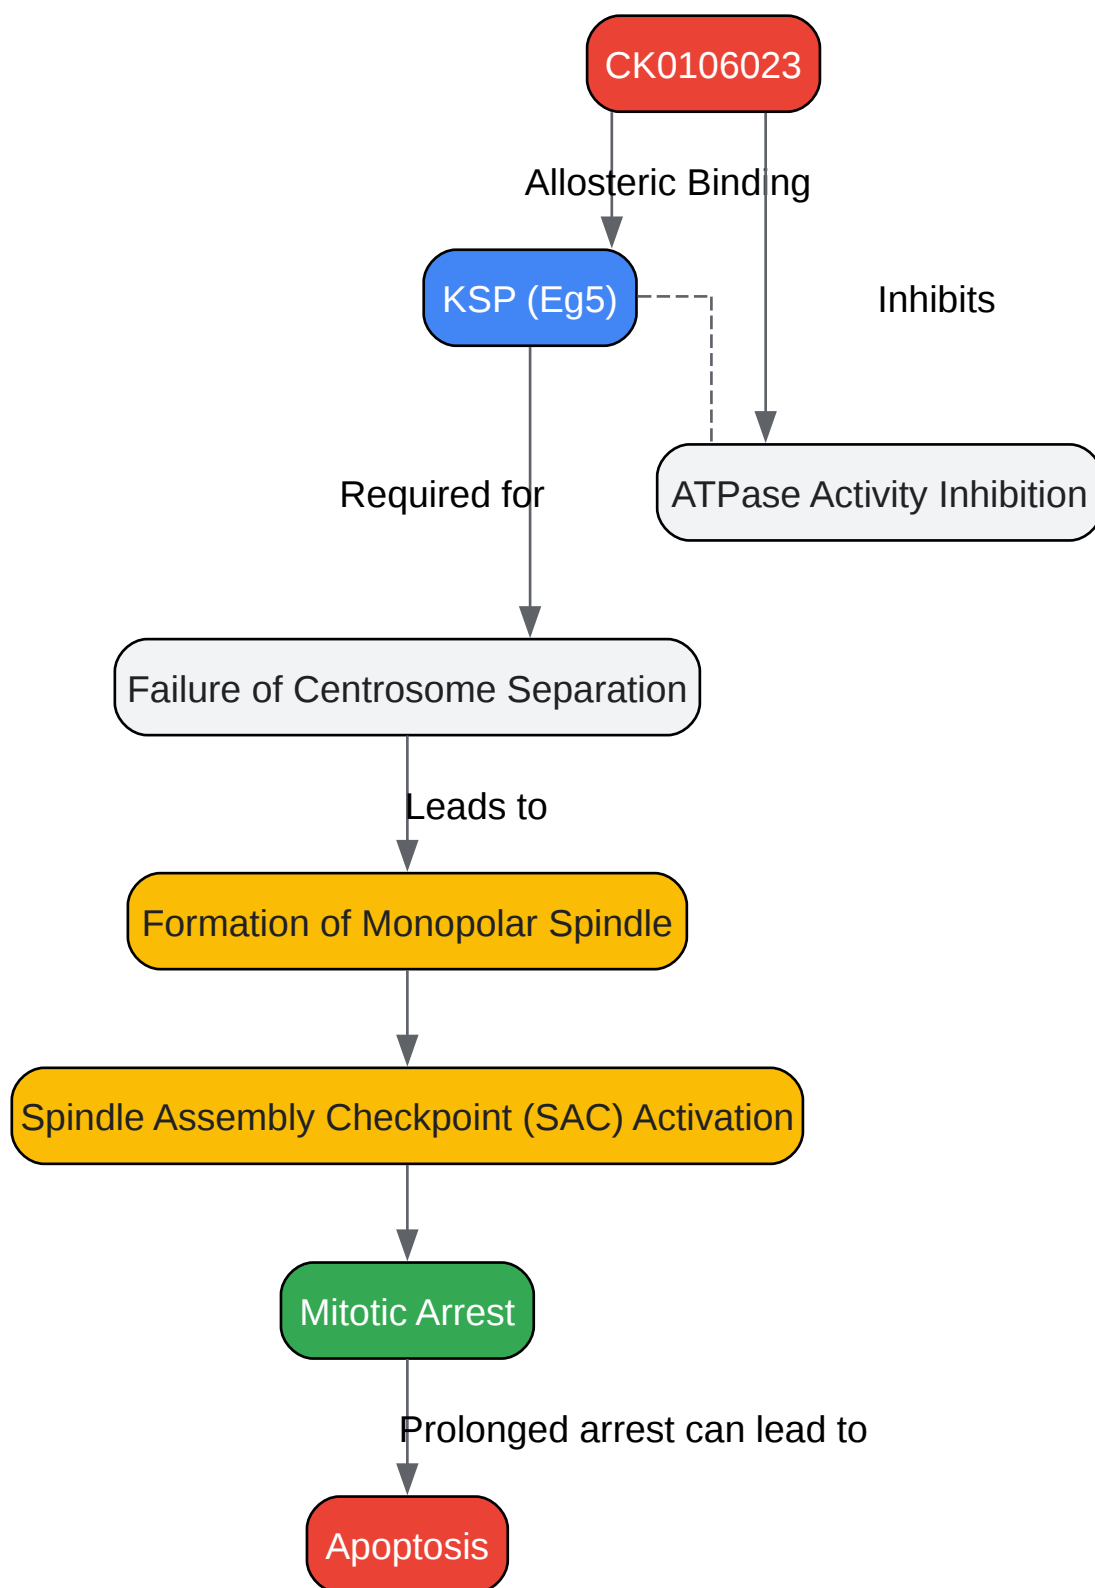 CK0106023
Allosteric Binding
KSP (Eg5)
Inhibits
Required for
ATPase Activity Inhibition
Failure of Centrosome Separation
Leads to
Formation of Monopolar Spindle
Spindle Assembly Checkpoint (SAC) Activation
Mitotic Arrest
Prolonged arrest can lead to
Apoptosis